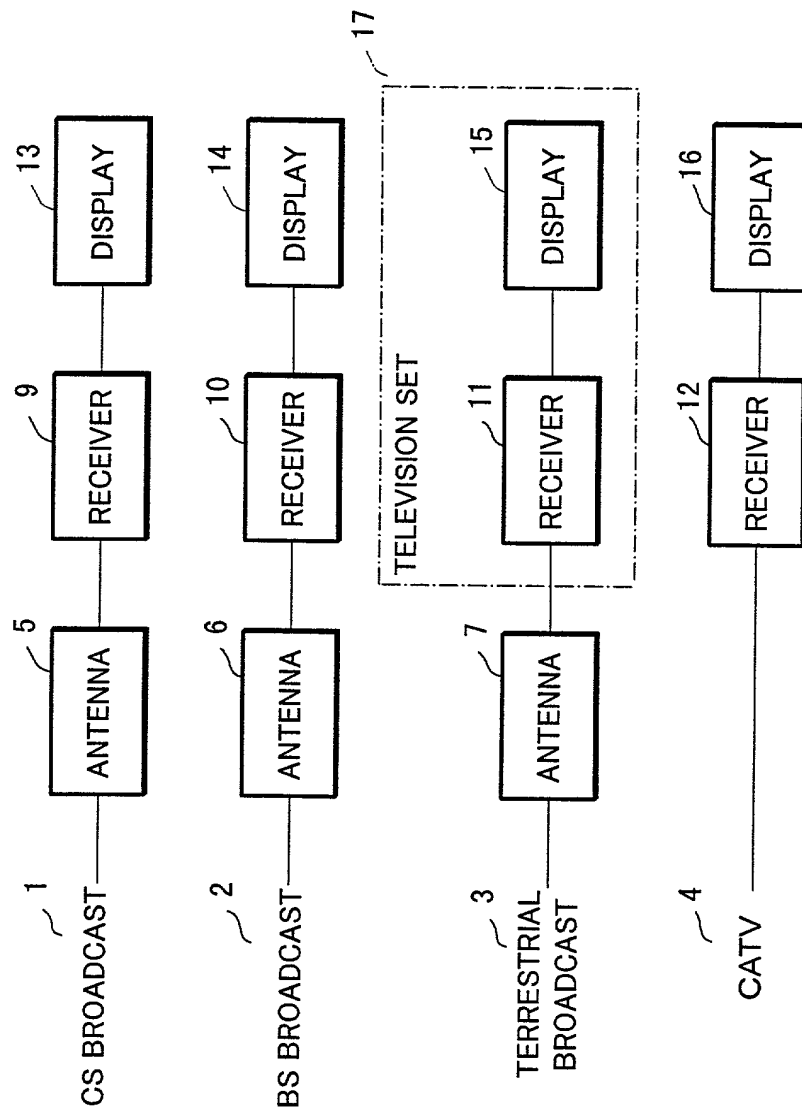 1
CS BROADCAST
5
ANTENNA
9
RECEIVER
13
DISPLAY
2
BS BROADCAST
6
ANTENNA
10
RECEIVER
14
DISPLAY
17
TELEVISION SET
3
TERRESTRIAL
BROADCAST
7
ANTENNA
11
RECEIVER
15
DISPLAY
4
CATV
12
RECEIVER
16
DISPLAY